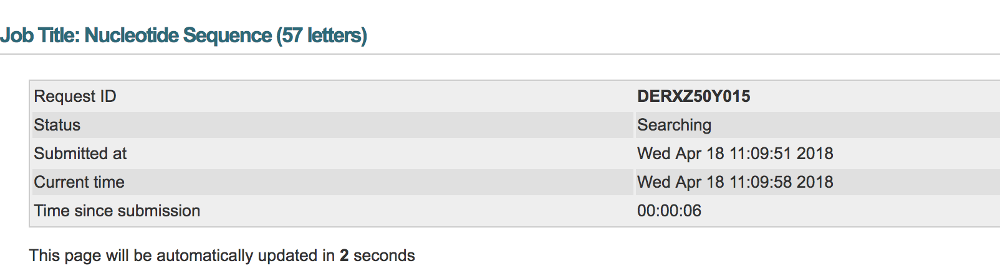 Job Title: Nucleotide Sequence (57 letters)
Request ID DERXZ50Y015
Status Searching
Submitted at Wed Apr 18 11:09:51 2018
Current time Wed Apr 18 11:09:58 2018
Time since submission 00:00:06
This page will be automatically updated in 2 seconds